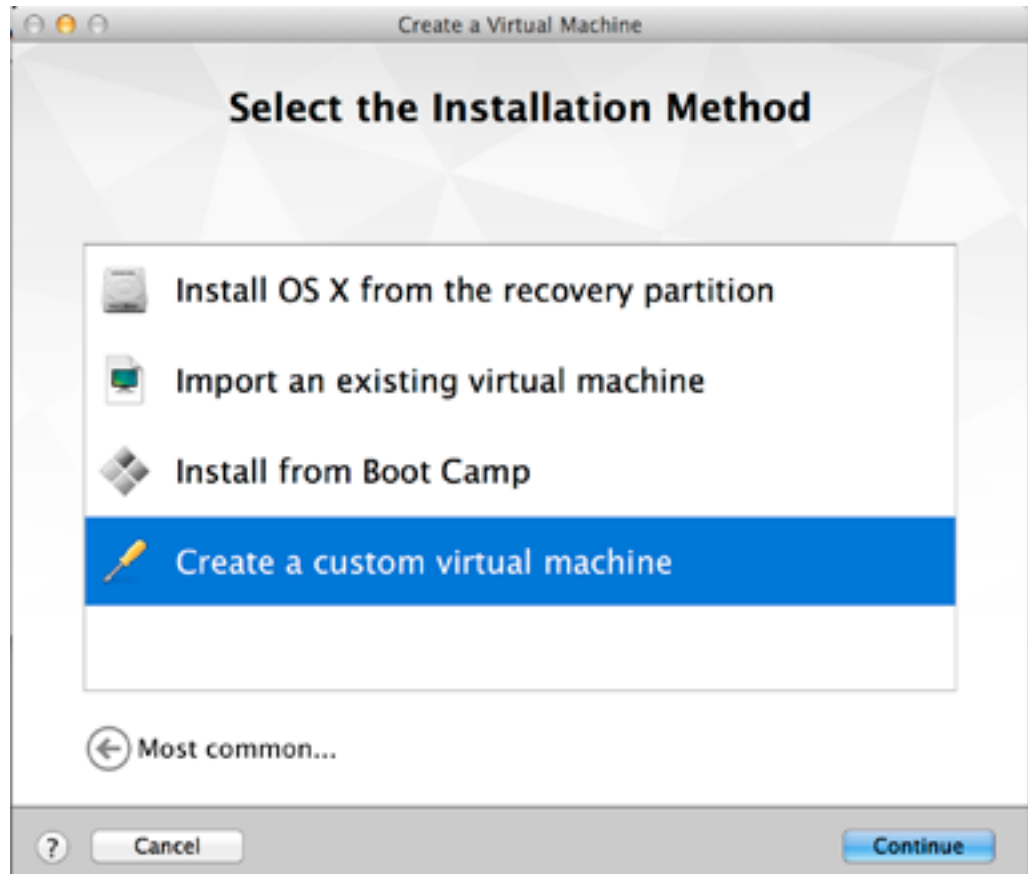 Create a Virtual Machine
Select the Installation Method
Install OS X from the recovery partition
Import an existing virtual machine
Install from Boot Camp
Create a custom virtual machine
Most common...
? Cancel Continue